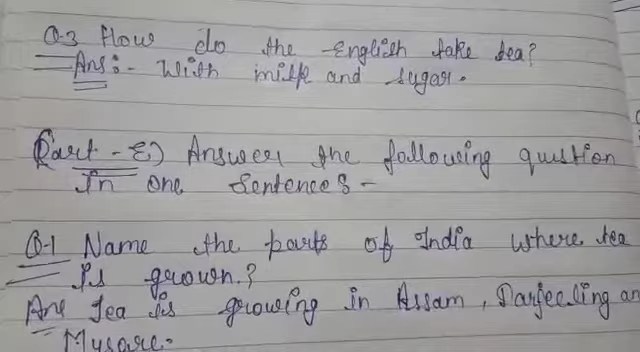 Q.3 How do the English take tea?
Ans:- With milk and sugar.
(Part - E) Answer the following question
In one Sentences -
Q.1 Name the parts of India where tea
is grown.?
Ans Tea is growing in Assam, Darjeeling an
Mysore.